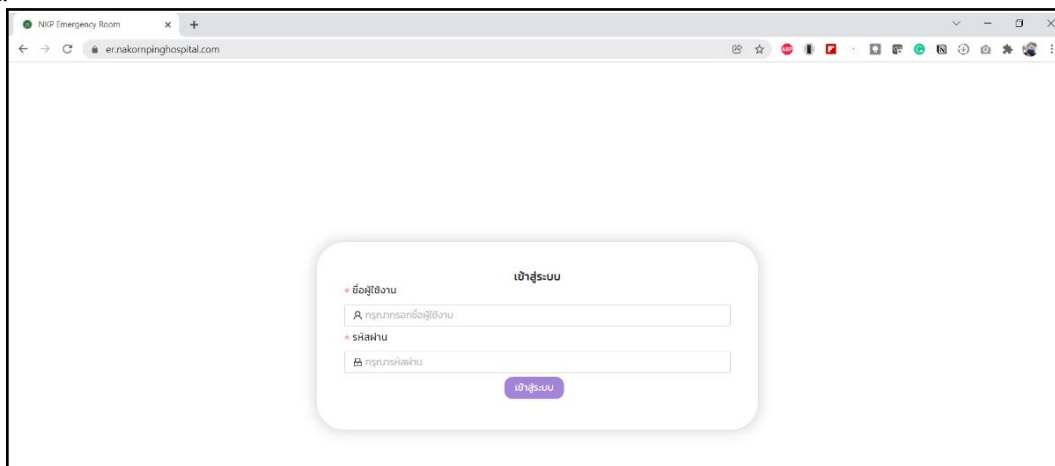 NKP Emergency Room
er.nakornpinghospital.com
เข้าสู่ระบบ
* ชื่อผู้ใช้งาน
กรุณากรอกชื่อผู้ใช้งาน
* รหัสผ่าน
กรุณารหัสผ่าน
เข้าสู่ระบบ